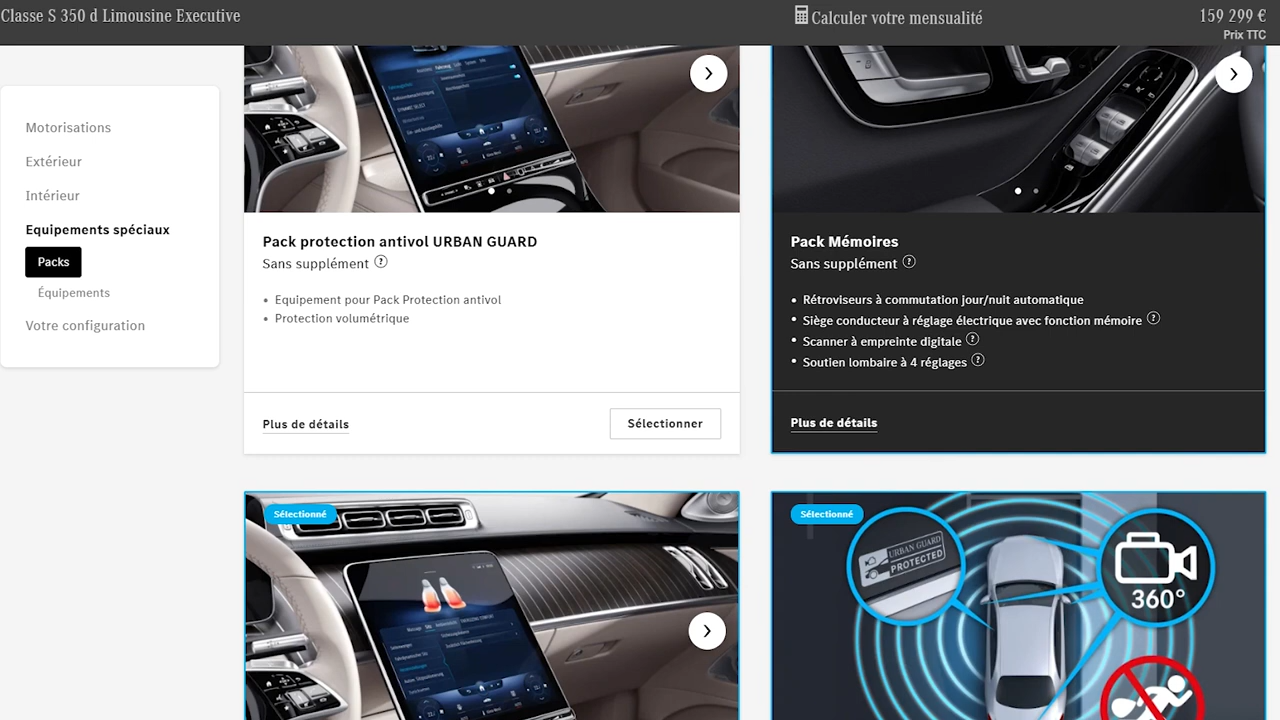 Classe S 350 d Limousine Executive
Calculer votre mensualité
159 299 €
Prix TTC
Motorisations
Extérieur
Intérieur
Equipements spéciaux
Packs
Équipements
Votre configuration
Pack protection antivol URBAN GUARD
Sans supplément ?
• Equipement pour Pack Protection antivol
• Protection volumétrique
Plus de détails
Sélectionner
Pack Mémoires
Sans supplément ?
• Rétroviseurs à commutation jour/nuit automatique
• Siège conducteur à réglage électrique avec fonction mémoire ?
• Scanner à empreinte digitale ?
• Soutien lombaire à 4 réglages ?
Plus de détails
Sélectionné
Sélectionné
URBAN GUARD
PROTECTED
360°